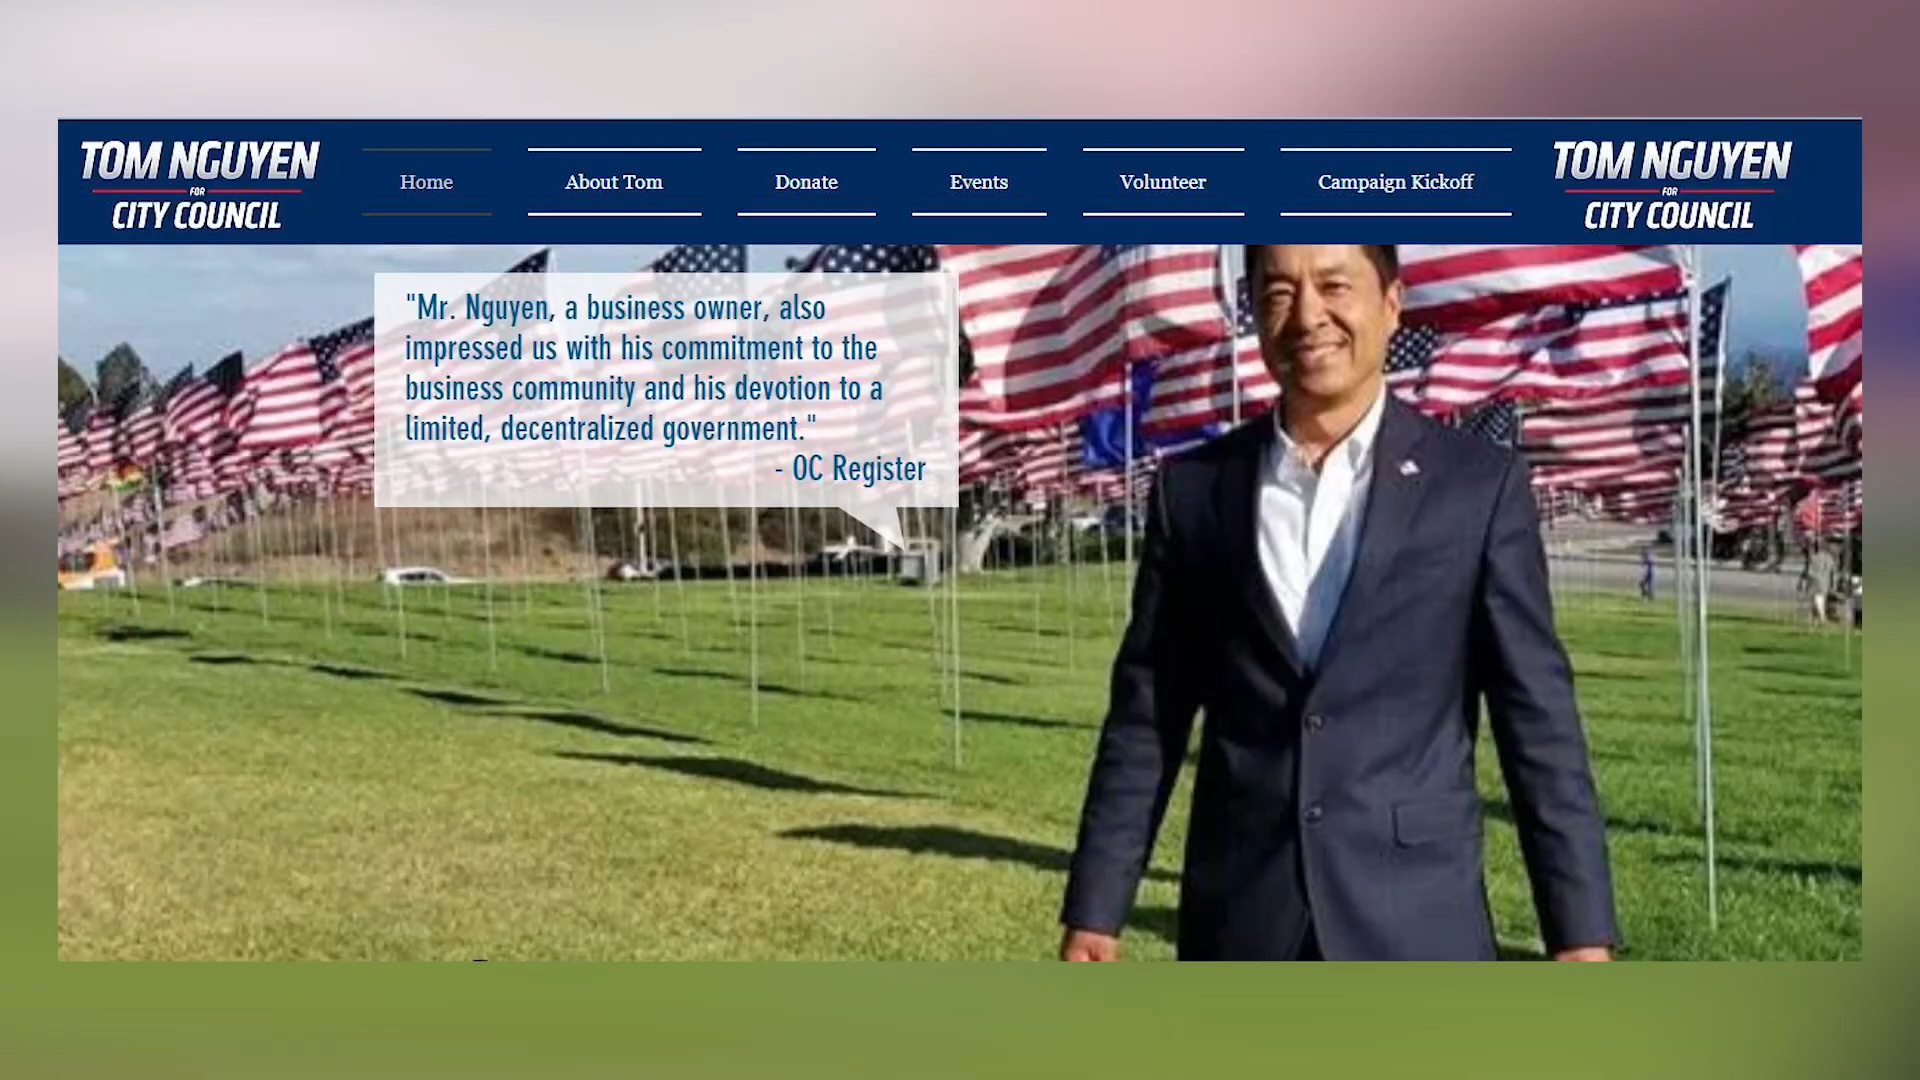 TOM NGUYEN
FOR
CITY COUNCIL
Home
About Tom
Donate
Events
Volunteer
Campaign Kickoff
TOM NGUYEN
FOR
CITY COUNCIL
"Mr. Nguyen, a business owner, also
impressed us with his commitment to the
business community and his devotion to a
limited, decentralized government."
- OC Register